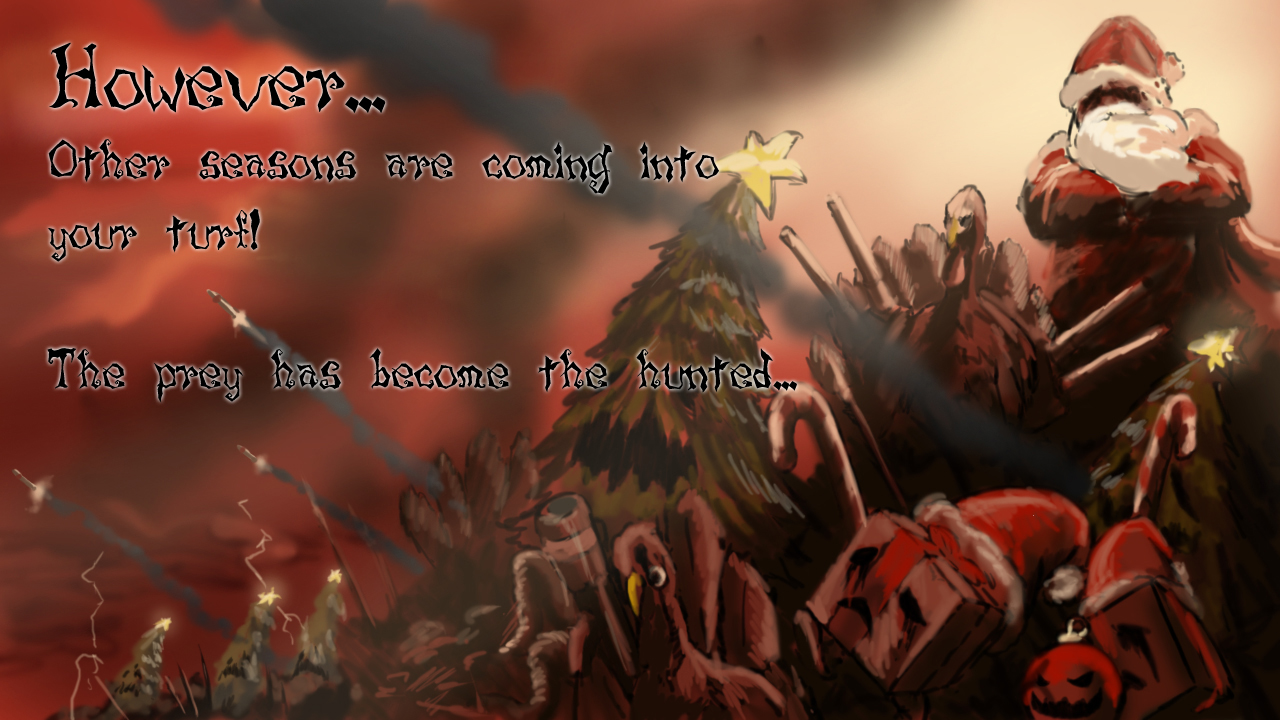 However...
Other seasons are coming into
your turf!
The prey has become the hunted...